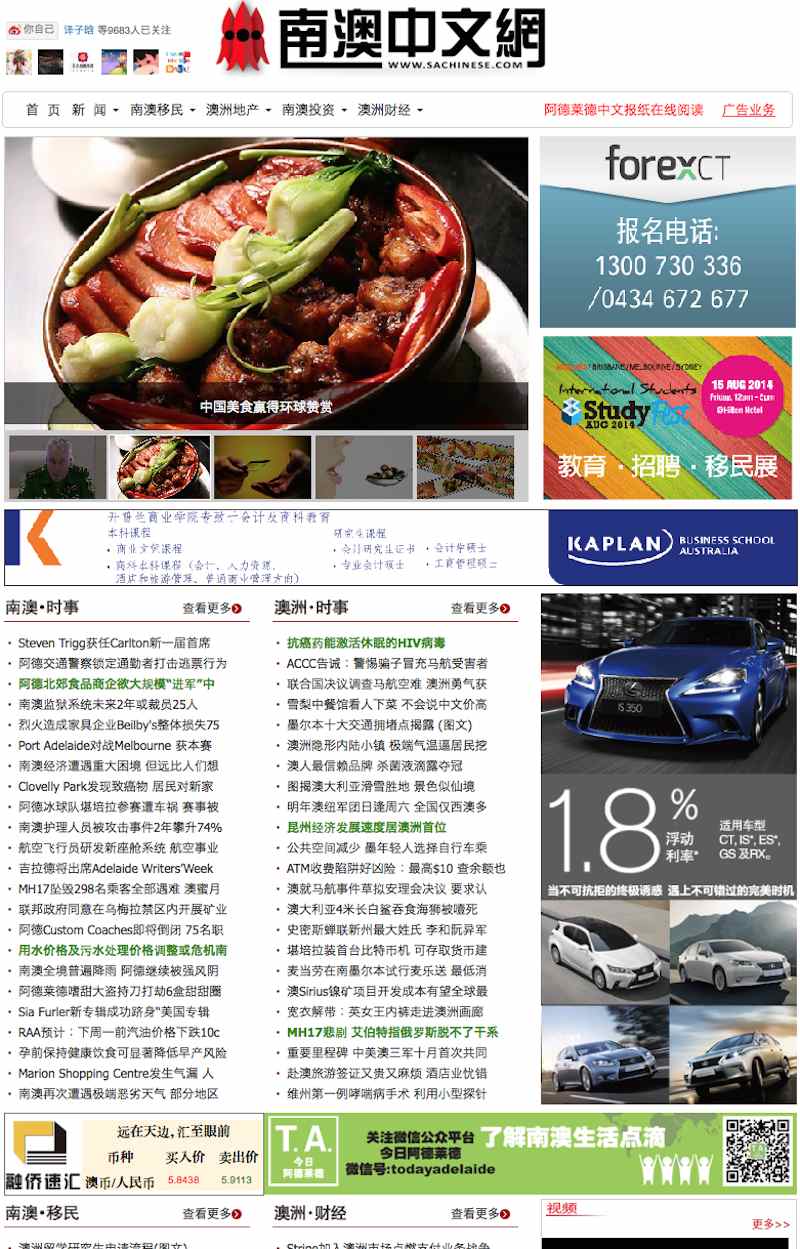 你自己 译子晗 等9683人已关注
南澳中文網
WWW.SACHINESE.COM
首 页 新 闻 南澳移民 澳洲地产 南澳投资 澳洲财经 阿德莱德中文报纸在线阅读 广告业务
中国美食赢得环球赞赏
forexCT
报名电话:
1300 730 336
/0434 672 677
BRISBANE/MELBOURNE/SYDNEY
International Students
StudyFest
AUG 2014
15 AUG 2014
Friday, 12pm - 5pm
@Hilton Hotel
教育·招聘·移民展
本科课程
• 商业文凭课程
• 商科本科课程（会计、人力资源、
酒店和旅游管理、普通商业管理方向）
研究生课程
• 会计研究生证书 • 会计学硕士
• 专业会计硕士 • 工商管理硕士
KAPLAN
BUSINESS SCHOOL
AUSTRALIA
南澳•时事 查看更多
• Steven Trigg获任Carlton新一届首席
• 阿德交通警察锁定通勤者打击逃票行为
• 阿德北郊食品商企欲大规模“进军”中
• 南澳监狱系统未来2年或裁员25人
• 烈火造成家具企业Beilby's整体损失75
• Port Adelaide对战Melbourne 获本赛
• 南澳经济遭遇重大困境 但远比人们想
• Clovelly Park发现致癌物 居民对新家
• 阿德冰球队堪培拉参赛遭车祸 赛事被
• 南澳护理人员被攻击事件2年攀升74%
• 航空飞行员研发新座舱系统 航空事业
• 吉拉德将出席Adelaide Writers'Week
• MH17坠毁298名乘客全部遇难 澳蜜月
• 联邦政府同意在乌梅拉禁区内开展矿业
• 阿德Custom Coaches即将倒闭 75名职
• 用水价格及污水处理价格调整或危机南
• 南澳全境普遍降雨 阿德继续被强风阴
• 阿德莱德嗜甜大盗持刀打劫6盒甜甜圈
• Sia Furler新专辑成功跻身“美国专辑
• RAA预计：下周一前汽油价格下跌10c
• 孕前保持健康饮食可显著降低早产风险
• Marion Shopping Centre发生气漏 人
• 南澳再次遭遇极端恶劣天气 部分地区
澳洲•时事 查看更多
• 抗癌药能激活休眠的HIV病毒
• ACCC告诫：警惕骗子冒充马航受害者
• 联合国决议调查马航空难 澳洲勇气获
• 雪梨中餐馆看人下菜 不会说中文价高
• 墨尔本十大交通拥堵点揭露 (图文)
• 澳洲隐形内陆小镇 极端气温逼居民挖
• 澳人最信赖品牌 杀菌液滴露夺冠
• 图揭澳大利亚滑雪胜地 景色似仙境
• 明年澳纽军团日逢周六 全国仅西澳多
• 昆州经济发展速度居澳洲首位
• 公共空间减少 墨年轻人选择自行车乘
• ATM收费陷阱好凶险：最高$10 查余额也
• 澳就马航事件草拟安理会决议 要求认
• 澳大利亚4米长白鲨吞食海狮被噎死
• 史密斯蝉联新州最大姓氏 李和阮异军
• 堪培拉装首台比特币机 可存取货币建
• 麦当劳在南墨尔本试行麦乐送 最低消
• 澳Sirius镍矿项目开发成本有望全球最
• 宽衣解带：英女王内裤走进澳洲画廊
• MH17悲剧 艾伯特指俄罗斯脱不了干系
• 重要里程碑 中美澳三军十月首次共同
• 赴澳旅游签证又贵又麻烦 酒店业忧错
• 维州第一例哮喘病手术 利用小型探针
IS 350
1.8%
浮动
利率*
适用车型
CT, IS*, ES*,
GS 及RX。
当不可抗拒的终极诱惑 遇上不可错过的完美时机
融侨速汇
远在天边,汇至眼前
币种 买入价 卖出价
澳币/人民币 5.8438 5.9113
T.A.
今日
阿德莱德
关注微信公众平台
今日阿德莱德
微信号:todayadelaide
了解南澳生活点滴
南澳•移民 查看更多
澳洲•财经 查看更多
视频
更多>>
• 澳洲留学研究生申请流程(图文)
• Stripe加入澳洲市场点燃支付业务战争